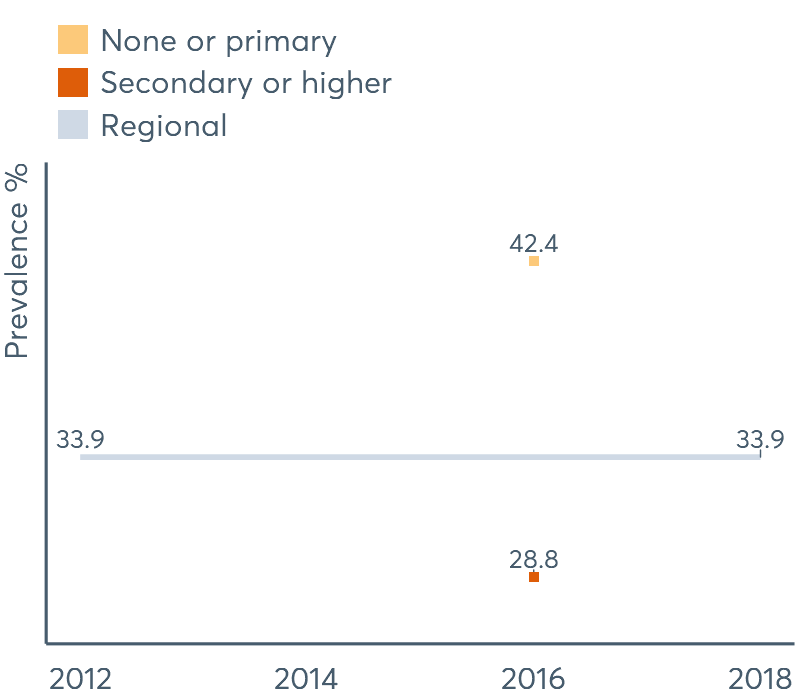 None or primary
Secondary or higher
Regional
Prevalence %
42.4
33.9
33.9
28.8
2012
2014
2016
2018